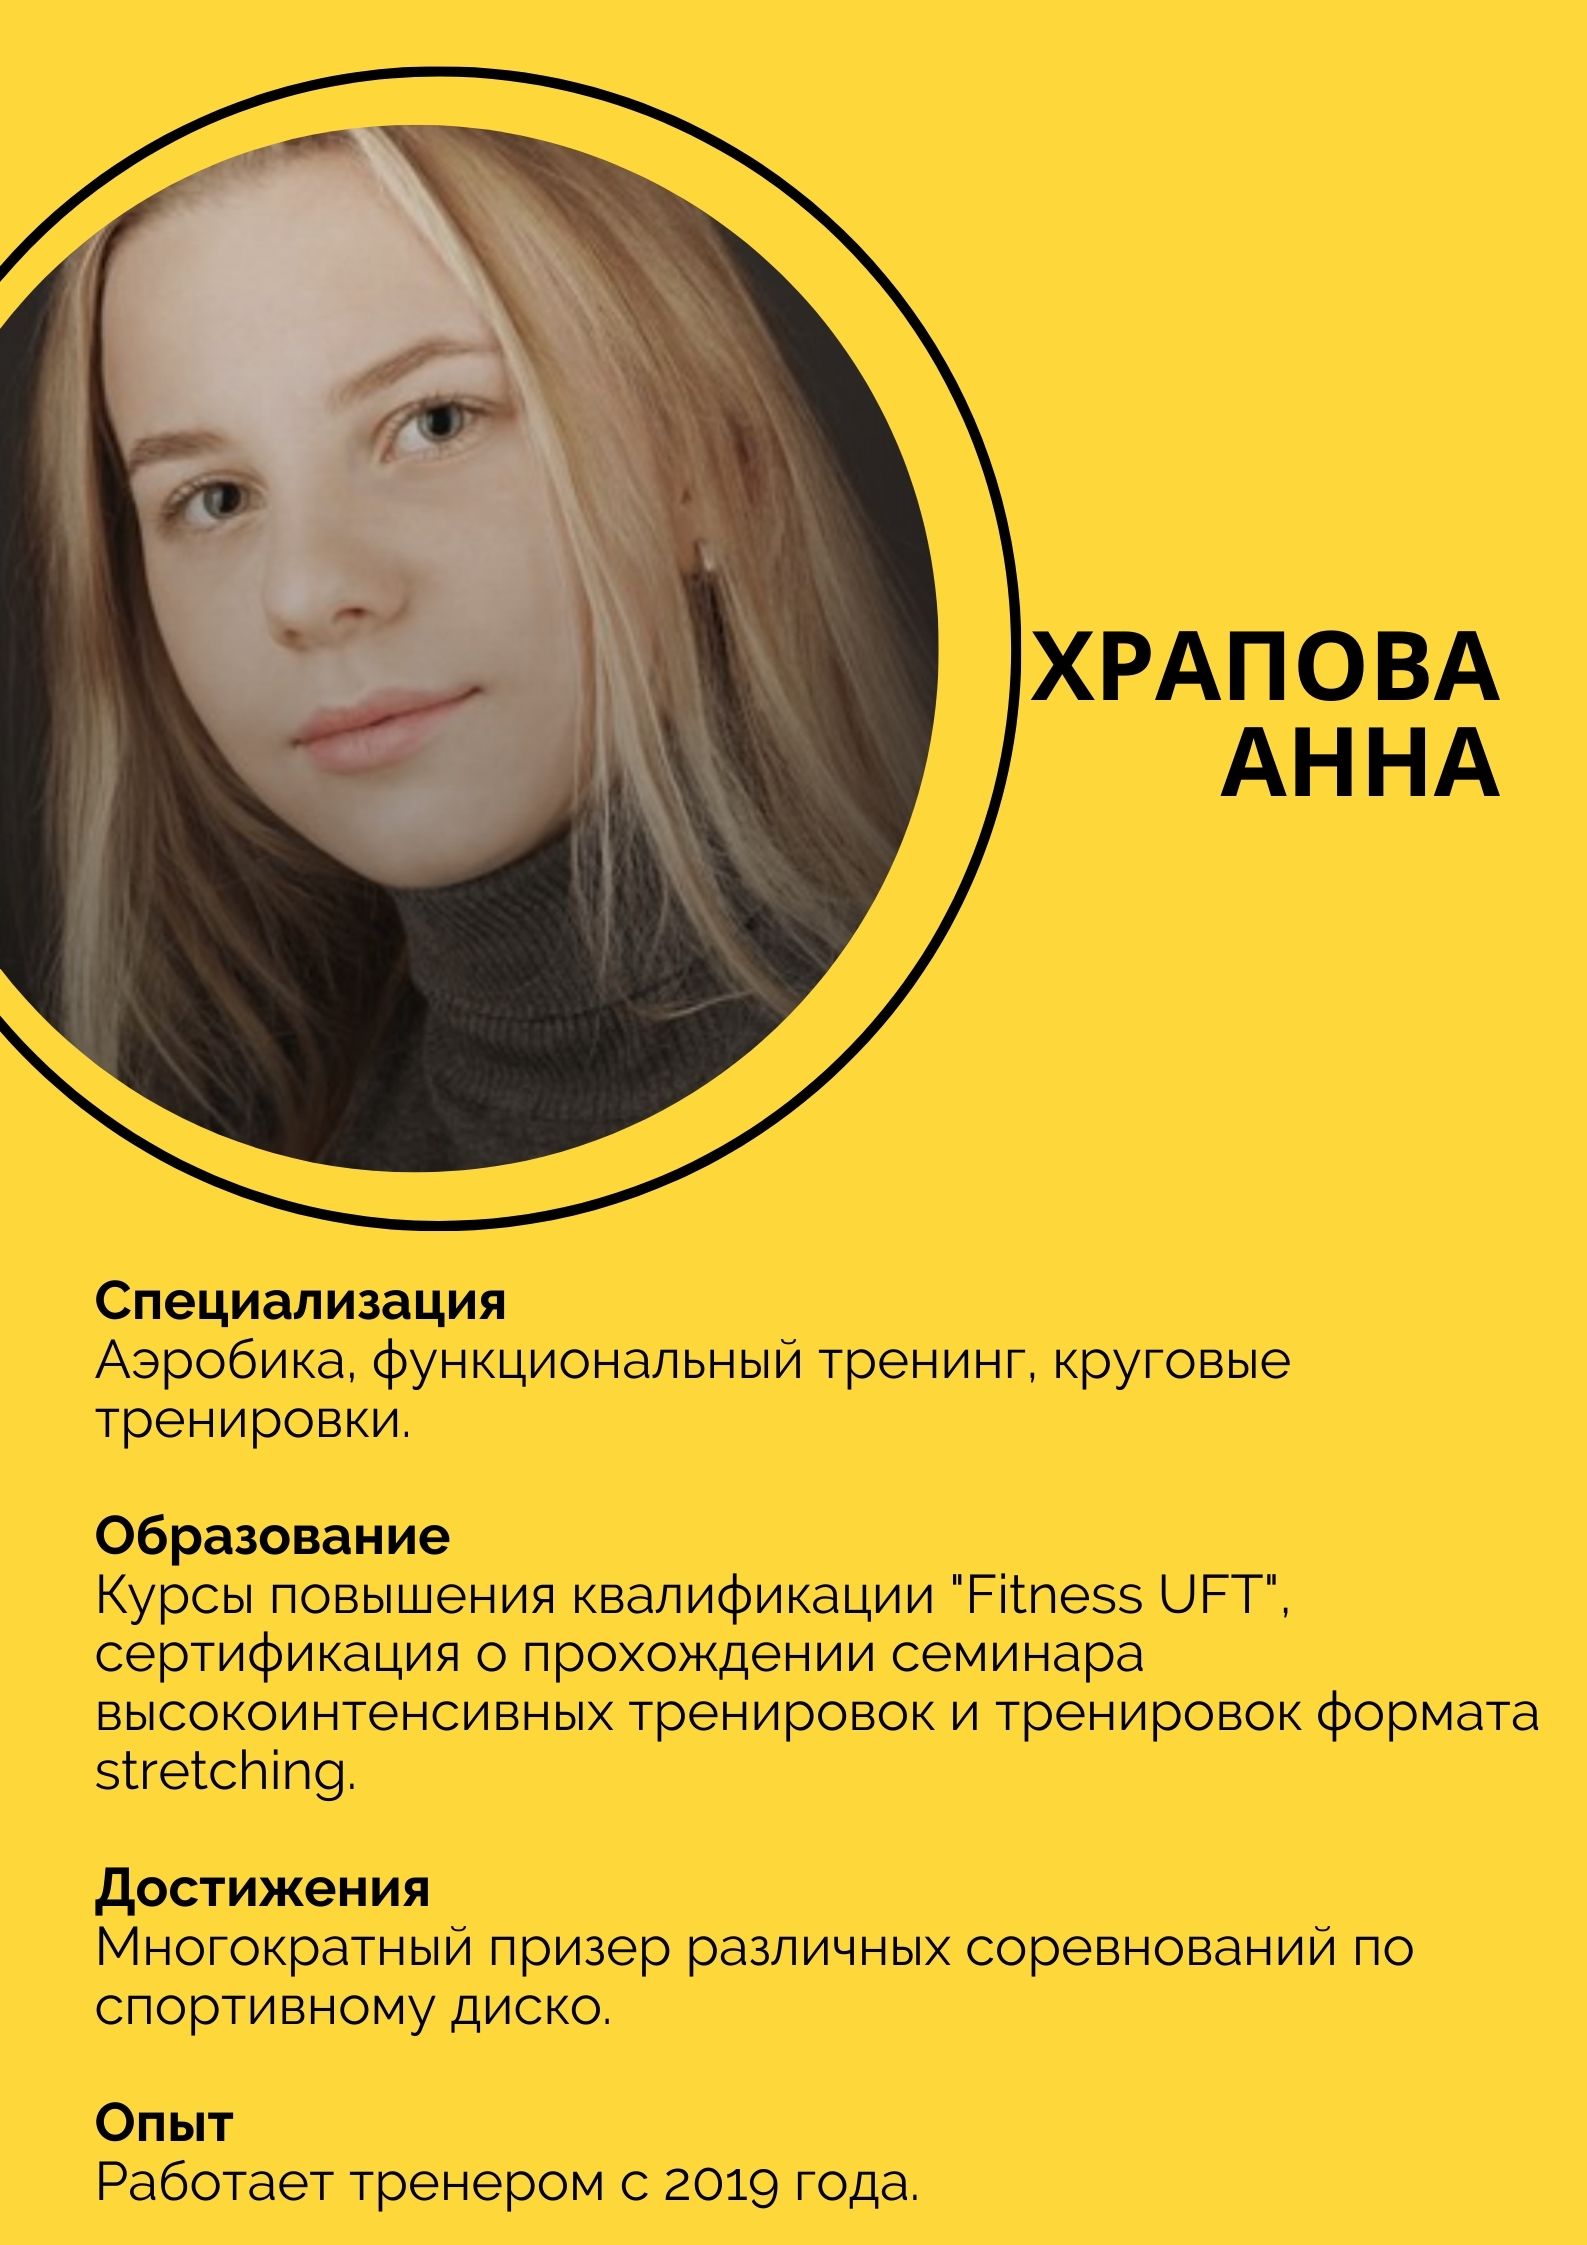 ХРАПОВА
АННА
Специализация
Аэробика, функциональный тренинг, круговые
тренировки.
Образование
Курсы повышения квалификации "Fitness UFT",
сертификация о прохождении семинара
высокоинтенсивных тренировок и тренировок формата
stretching.
Достижения
Многократный призер различных соревнований по
спортивному диско.
Опыт
Работает тренером с 2019 года.